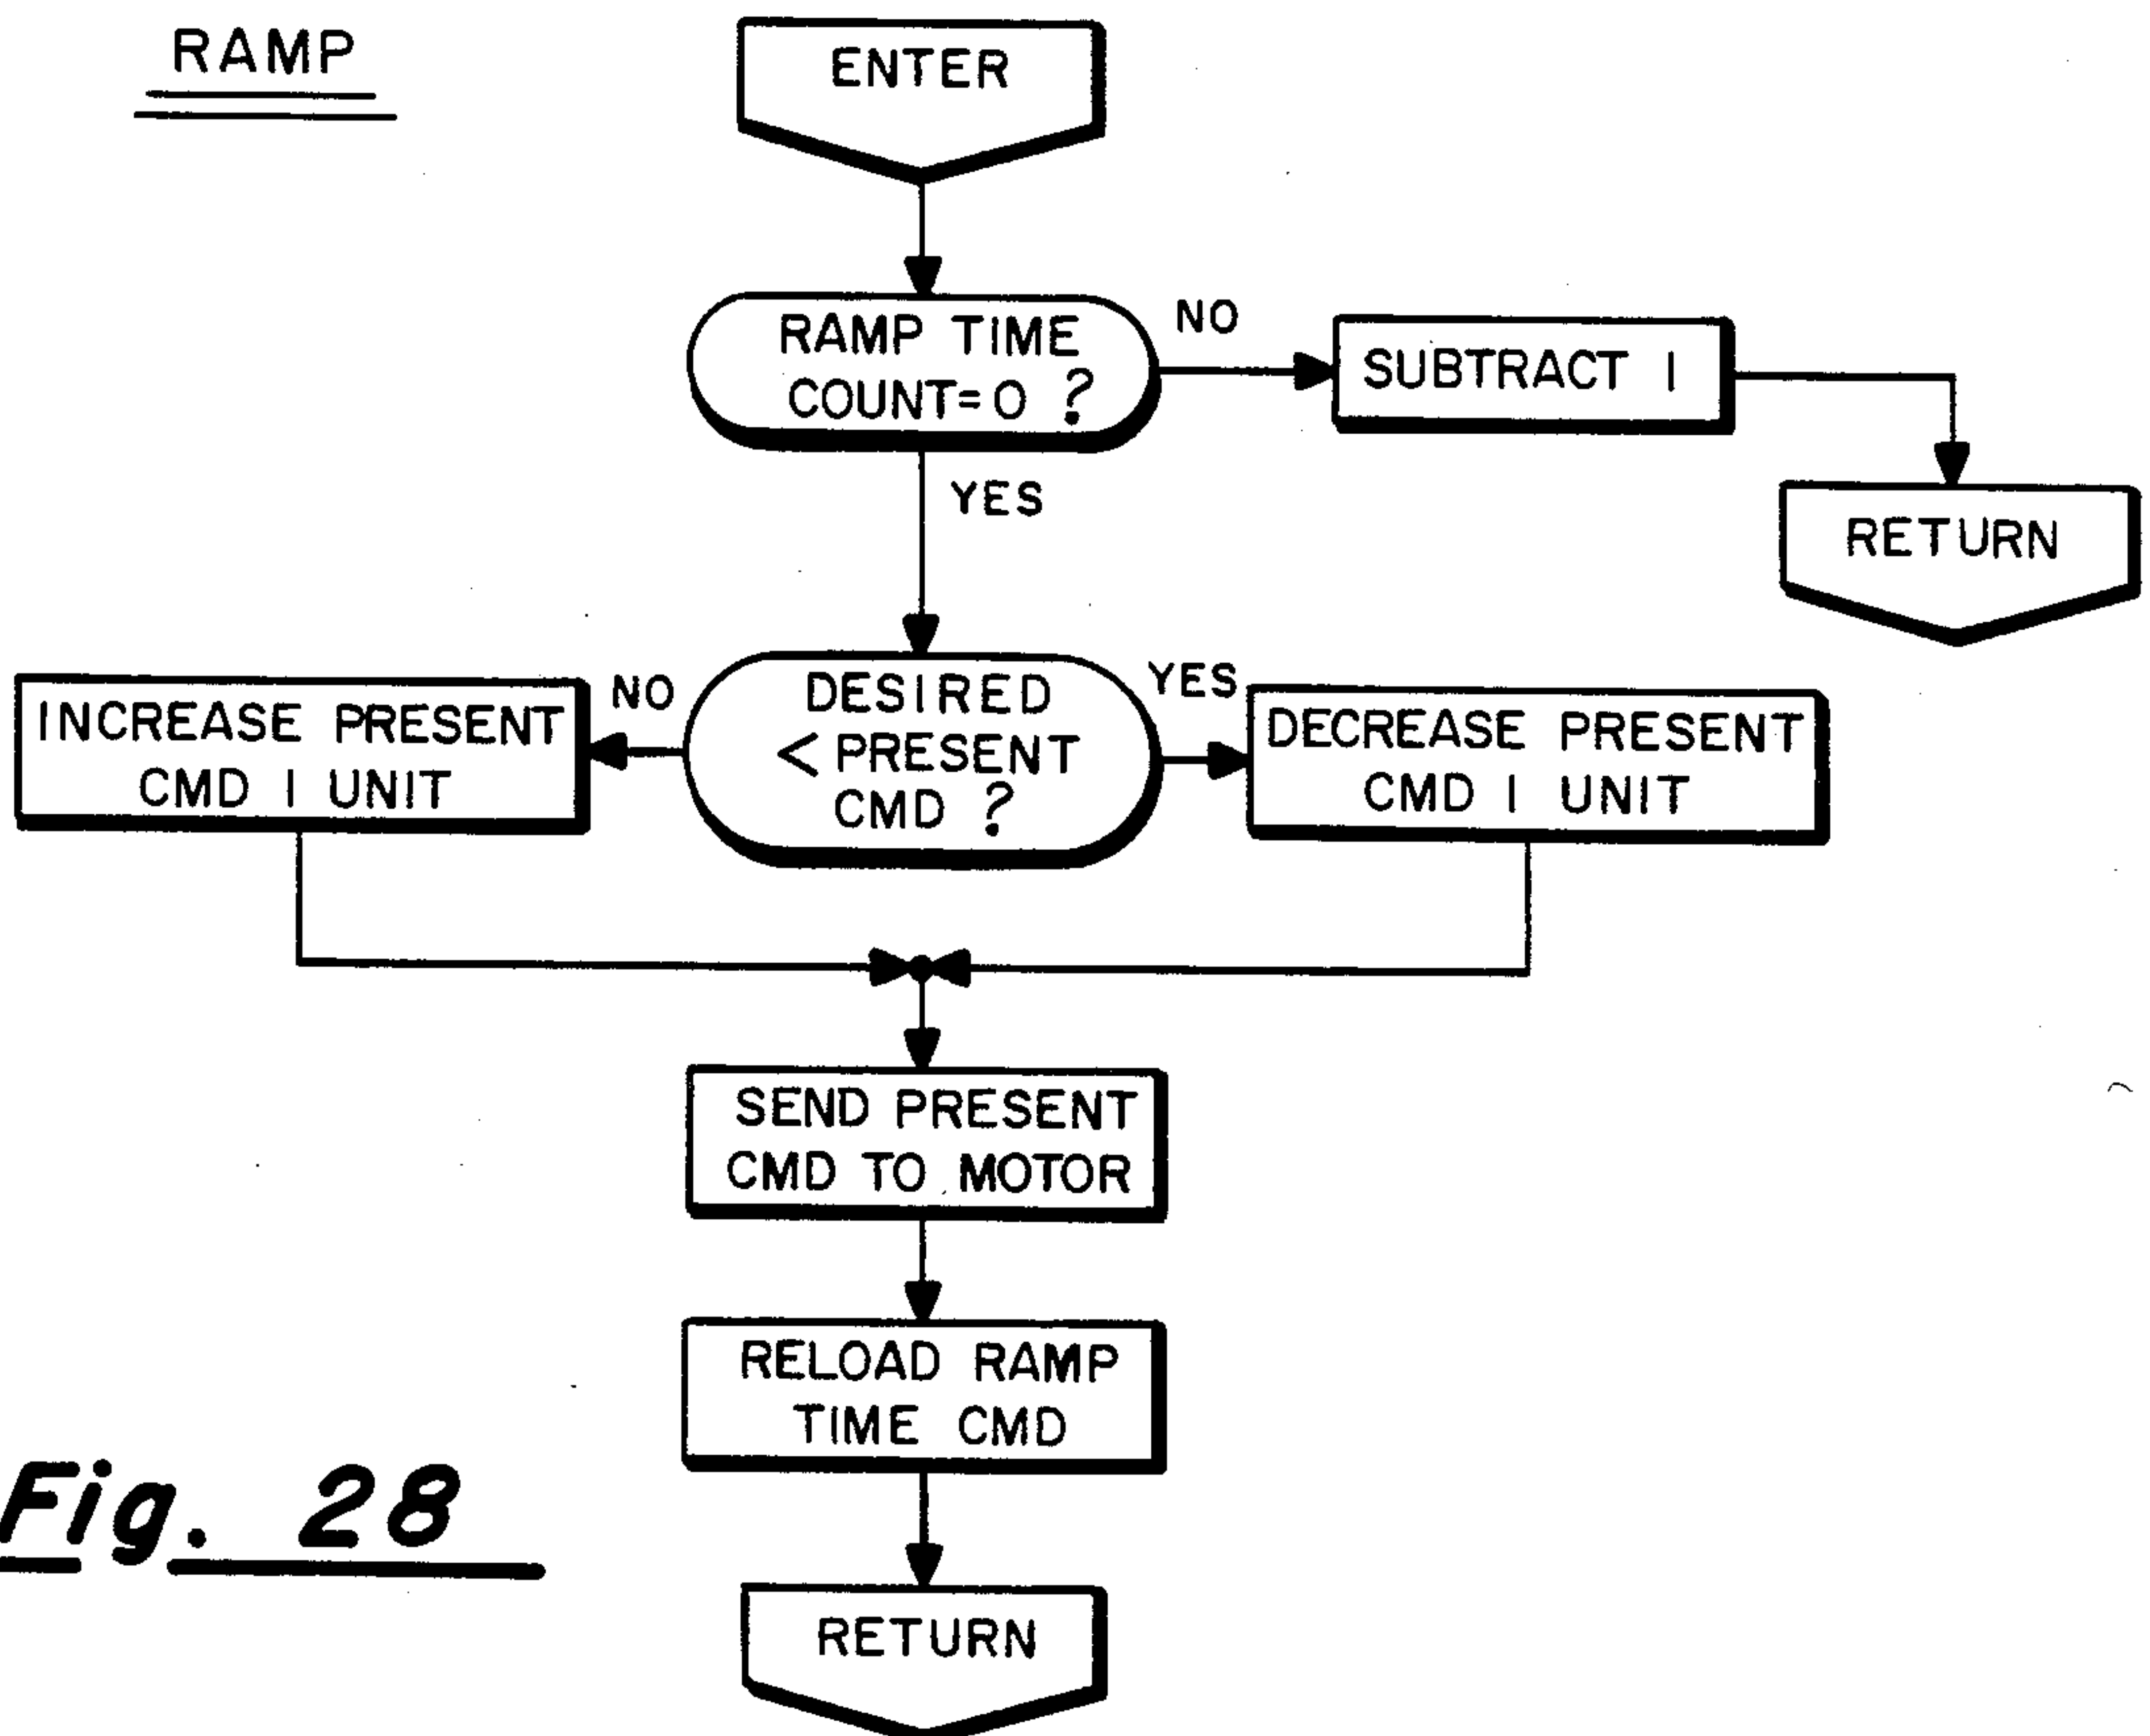 RAMP
ENTER
RAMP TIME
COUNT=0 ?
NO
SUBTRACT 1
YES
RETURN
DESIRED
< PRESENT
CMD ?
NO
INCREASE PRESENT
CMD 1 UNIT
YES
DECREASE PRESENT
CMD 1 UNIT
SEND PRESENT
CMD TO MOTOR
RELOAD RAMP
TIME CMD
RETURN
Fig. 28